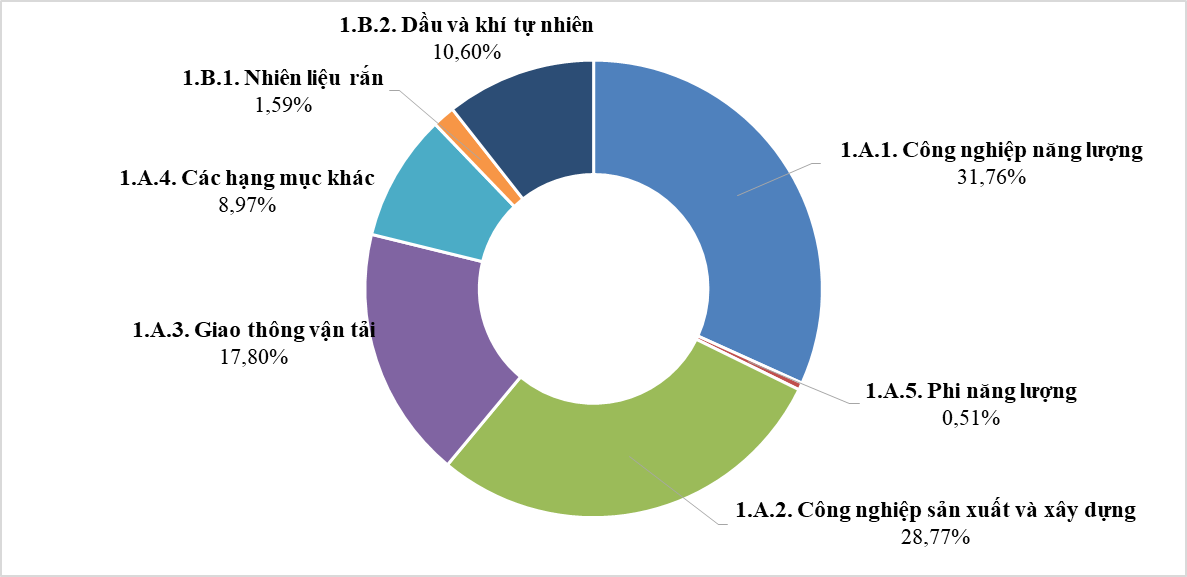 1.B.2. Dầu và khí tự nhiên
10,60%
1.B.1. Nhiên liệu rắn
1,59%
1.A.1. Công nghiệp năng lượng
31,76%
1.A.4. Các hạng mục khác
8,97%
1.A.3. Giao thông vận tải
17,80%
1.A.5. Phi năng lượng
0,51%
1.A.2. Công nghiệp sản xuất và xây dựng
28,77%